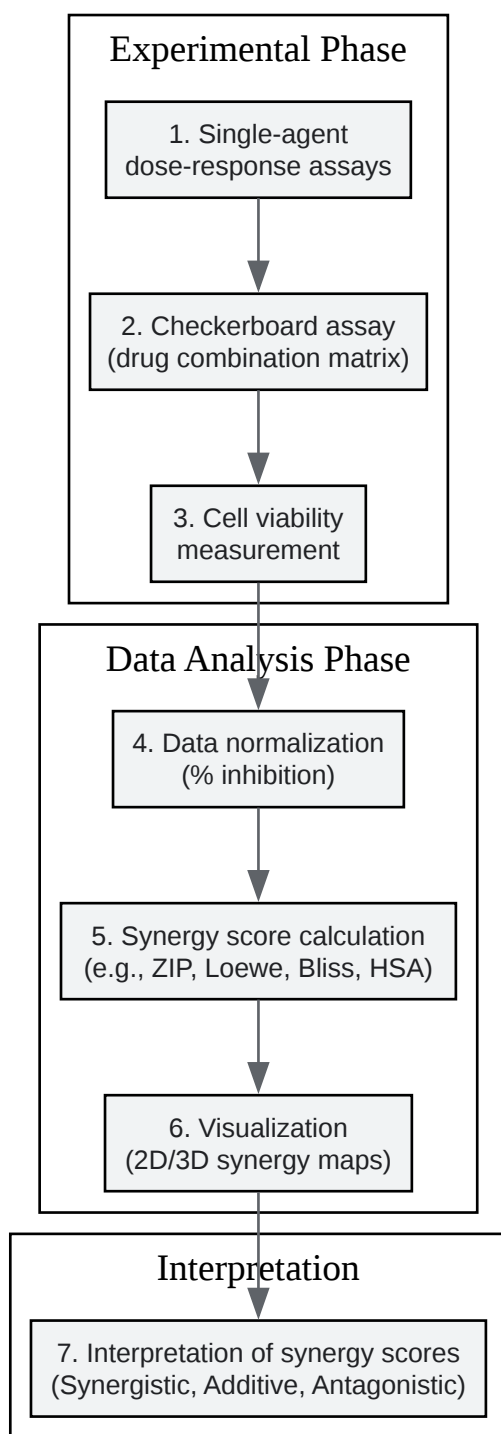 Experimental Phase
1. Single-agent
dose-response assays
2. Checkerboard assay
(drug combination matrix)
3. Cell viability
measurement
Data Analysis Phase
4. Data normalization
(% inhibition)
5. Synergy score calculation
(e.g., ZIP, Loewe, Bliss, HSA)
6. Visualization
(2D/3D synergy maps)
Interpretation
7. Interpretation of synergy scores
(Synergistic, Additive, Antagonistic)